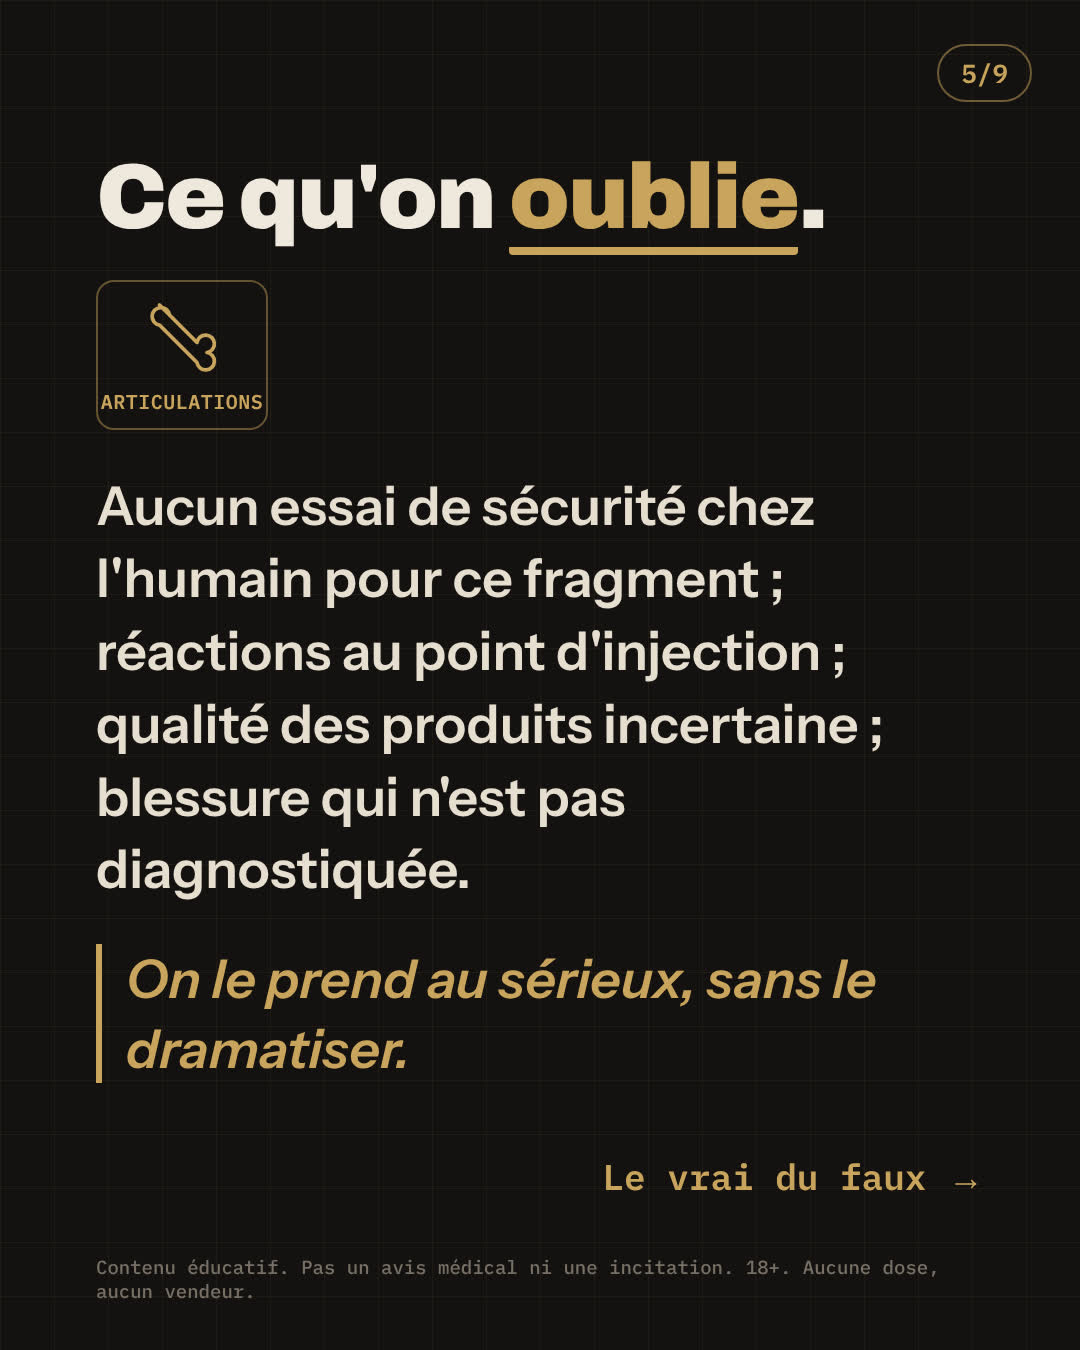 5/9
Ce qu'on oublie.
ARTICULATIONS
Aucun essai de sécurité chez
l'humain pour ce fragment ;
réactions au point d'injection ;
qualité des produits incertaine ;
blessure qui n'est pas
diagnostiquée.
On le prend au sérieux, sans le
dramatiser.
Le vrai du faux →
Contenu éducatif. Pas un avis médical ni une incitation. 18+. Aucune dose,
aucun vendeur.